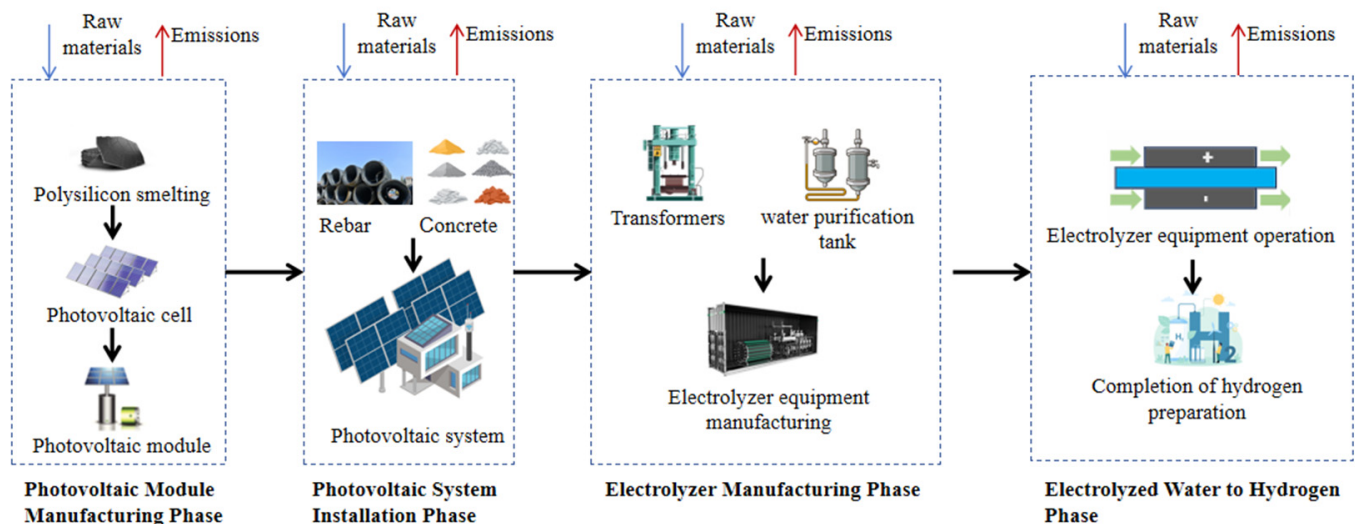 Raw
materials
Emissions
Polysilicon smelting
Photovoltaic cell
Photovoltaic module
Photovoltaic Module
Manufacturing Phase
Raw
materials
Emissions
Rebar
Concrete
Photovoltaic system
Photovoltaic System
Installation Phase
Raw
materials
Emissions
Transformers
water purification
tank
Electrolyzer equipment
manufacturing
Electrolyzer Manufacturing Phase
Raw
materials
Emissions
+
-
Electrolyzer equipment operation
H₂
H2
Completion of hydrogen
preparation
Electrolyzed Water to Hydrogen
Phase